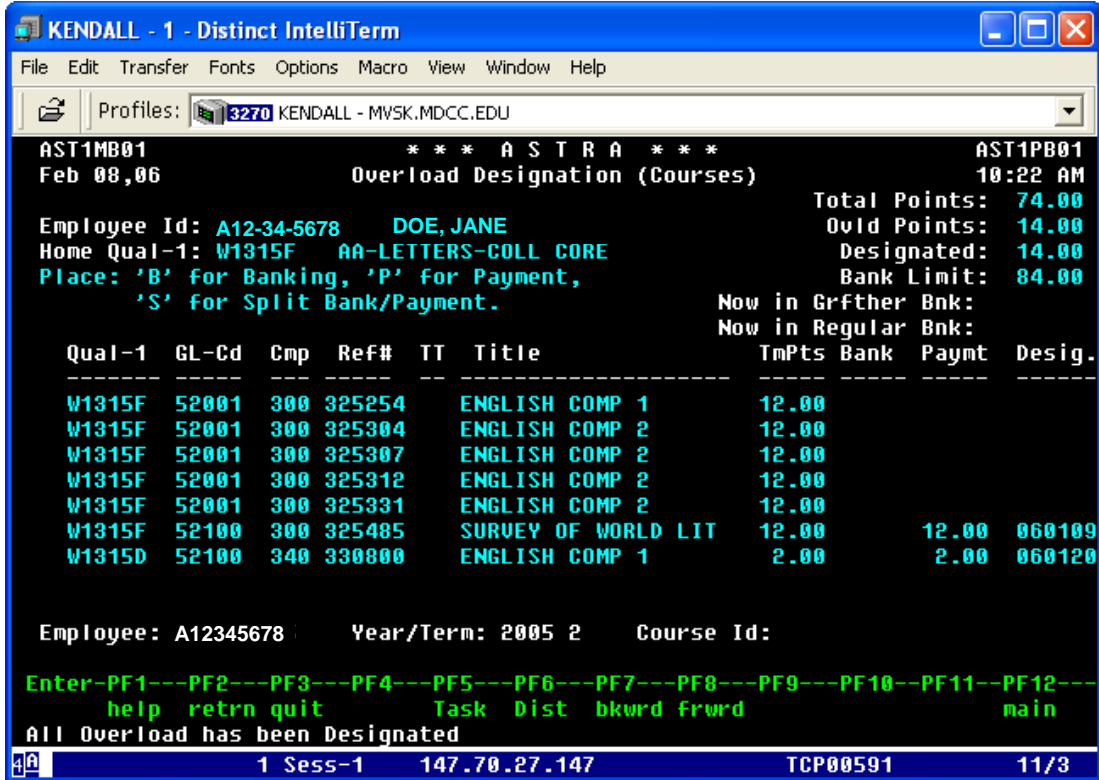 KENDALL - 1 - Distinct IntelliTerm
File Edit Transfer Fonts Options Macro View Window Help
Profiles: 3270 KENDALL - MVSK.MDCC.EDU
AST1MB01 * * * A S T R A * * * AST1PB01
Feb 08,06 Overload Designation (Courses) 10:22 AM
Total Points: 74.00
Employee Id: A12-34-5678 DOE, JANE Ovld Points: 14.00
Home Qual-1: W1315F AA-LETTERS-COLL CORE Designated: 14.00
Place: 'B' for Banking, 'P' for Payment, Bank Limit: 84.00
'S' for Split Bank/Payment. Now in Grfther Bnk:
Now in Regular Bnk:
Qual-1 GL-Cd Cmp Ref# TT Title TmPts Bank Paymt Desig.
------- ----- --- ------ -- -------------------- ----- ----- ----- ------
W1315F 52001 300 325254 ENGLISH COMP 1 12.00
W1315F 52001 300 325304 ENGLISH COMP 2 12.00
W1315F 52001 300 325307 ENGLISH COMP 2 12.00
W1315F 52001 300 325312 ENGLISH COMP 2 12.00
W1315F 52001 300 325331 ENGLISH COMP 2 12.00
W1315F 52100 300 325485 SURVEY OF WORLD LIT 12.00 12.00 060109
W1315D 52100 340 330800 ENGLISH COMP 1 2.00 2.00 060120
Employee: A12345678 Year/Term: 2005 2 Course Id:
Enter-PF1---PF2---PF3---PF4---PF5---PF6---PF7---PF8---PF9---PF10--PF11--PF12---
help retrn quit Task Dist bkwrd frwrd main
All Overload has been Designated
4 A 1 Sess-1 147.70.27.147 TCP00591 11/3